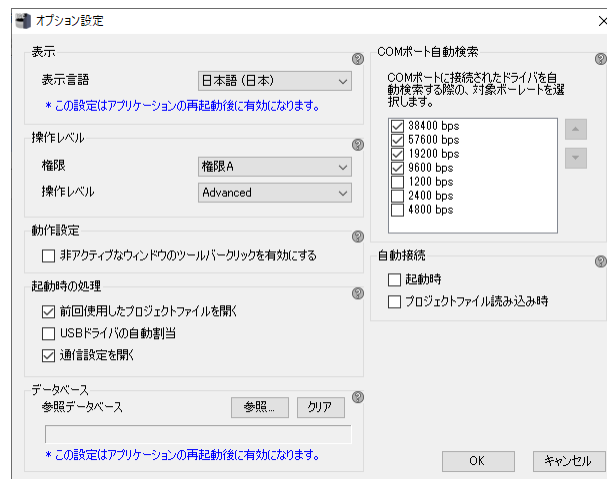 オプション設定
表示
表示言語
日本語 (日本)
* この設定はアプリケーションの再起動後に有効になります。
操作レベル
権限
権限A
操作レベル
Advanced
動作設定
非アクティブなウィンドウのツールバークリックを有効にする
起動時の処理
前回使用したプロジェクトファイルを開く
USBドライバの自動割当
通信設定を開く
データベース
参照データベース
参照...
クリア
* この設定はアプリケーションの再起動後に有効になります。
COMポート自動検索
COMポートに接続されたドライバを自
動検索する際の、対象ボーレートを選
択します。
38400 bps
57600 bps
19200 bps
9600 bps
1200 bps
2400 bps
4800 bps
自動接続
起動時
プロジェクトファイル読み込み時
OK
キャンセル